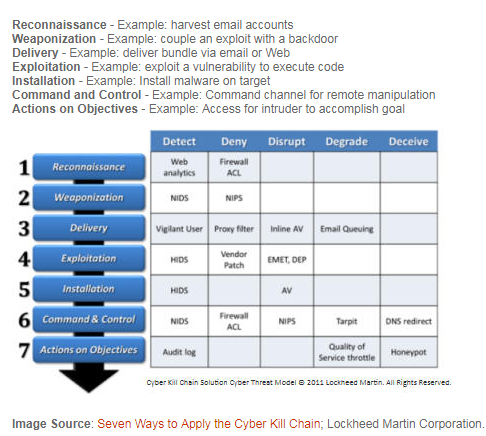 Reconnaissance - Example: harvest email accounts
Weaponization - Example: couple an exploit with a backdoor
Delivery - Example: deliver bundle via email or Web
Exploitation - Example: exploit a vulnerability to execute code
Installation - Example: Install malware on target
Command and Control - Example: Command channel for remote manipulation
Actions on Objectives - Example: Access for intruder to accomplish goal
Detect Deny Disrupt Degrade Deceive
1 Reconnaissance Web analytics Firewall ACL
2 Weaponization NIDS NIPS
3 Delivery Vigilant User Proxy filter Inline AV Email Queuing
4 Exploitation HIDS Vendor Patch EMET, DEP
5 Installation HIDS AV
6 Command & Control NIDS Firewall ACL NIPS Tarpit DNS redirect
7 Actions on Objectives Audit log Quality of Service throttle Honeypot
Cyber Kill Chain Solution Cyber Threat Model © 2011 Lockheed Martin. All Rights Reserved.
Image Source: Seven Ways to Apply the Cyber Kill Chain; Lockheed Martin Corporation.